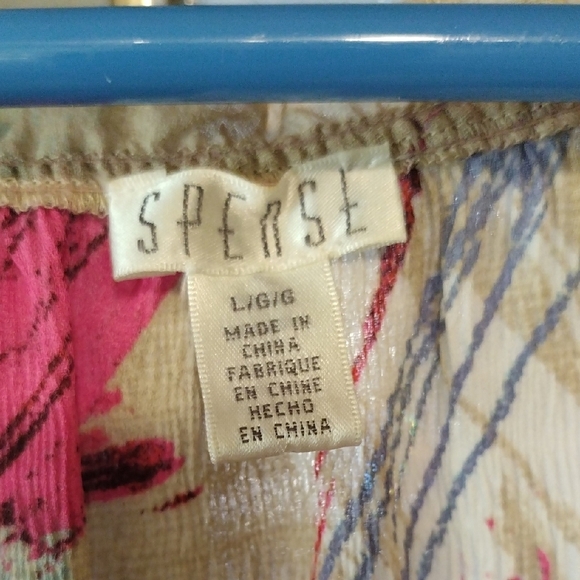 SPENSE
L/G/G
MADE IN
CHINA
FABRIQUE
EN CHINE
HECHO
EN CHINA